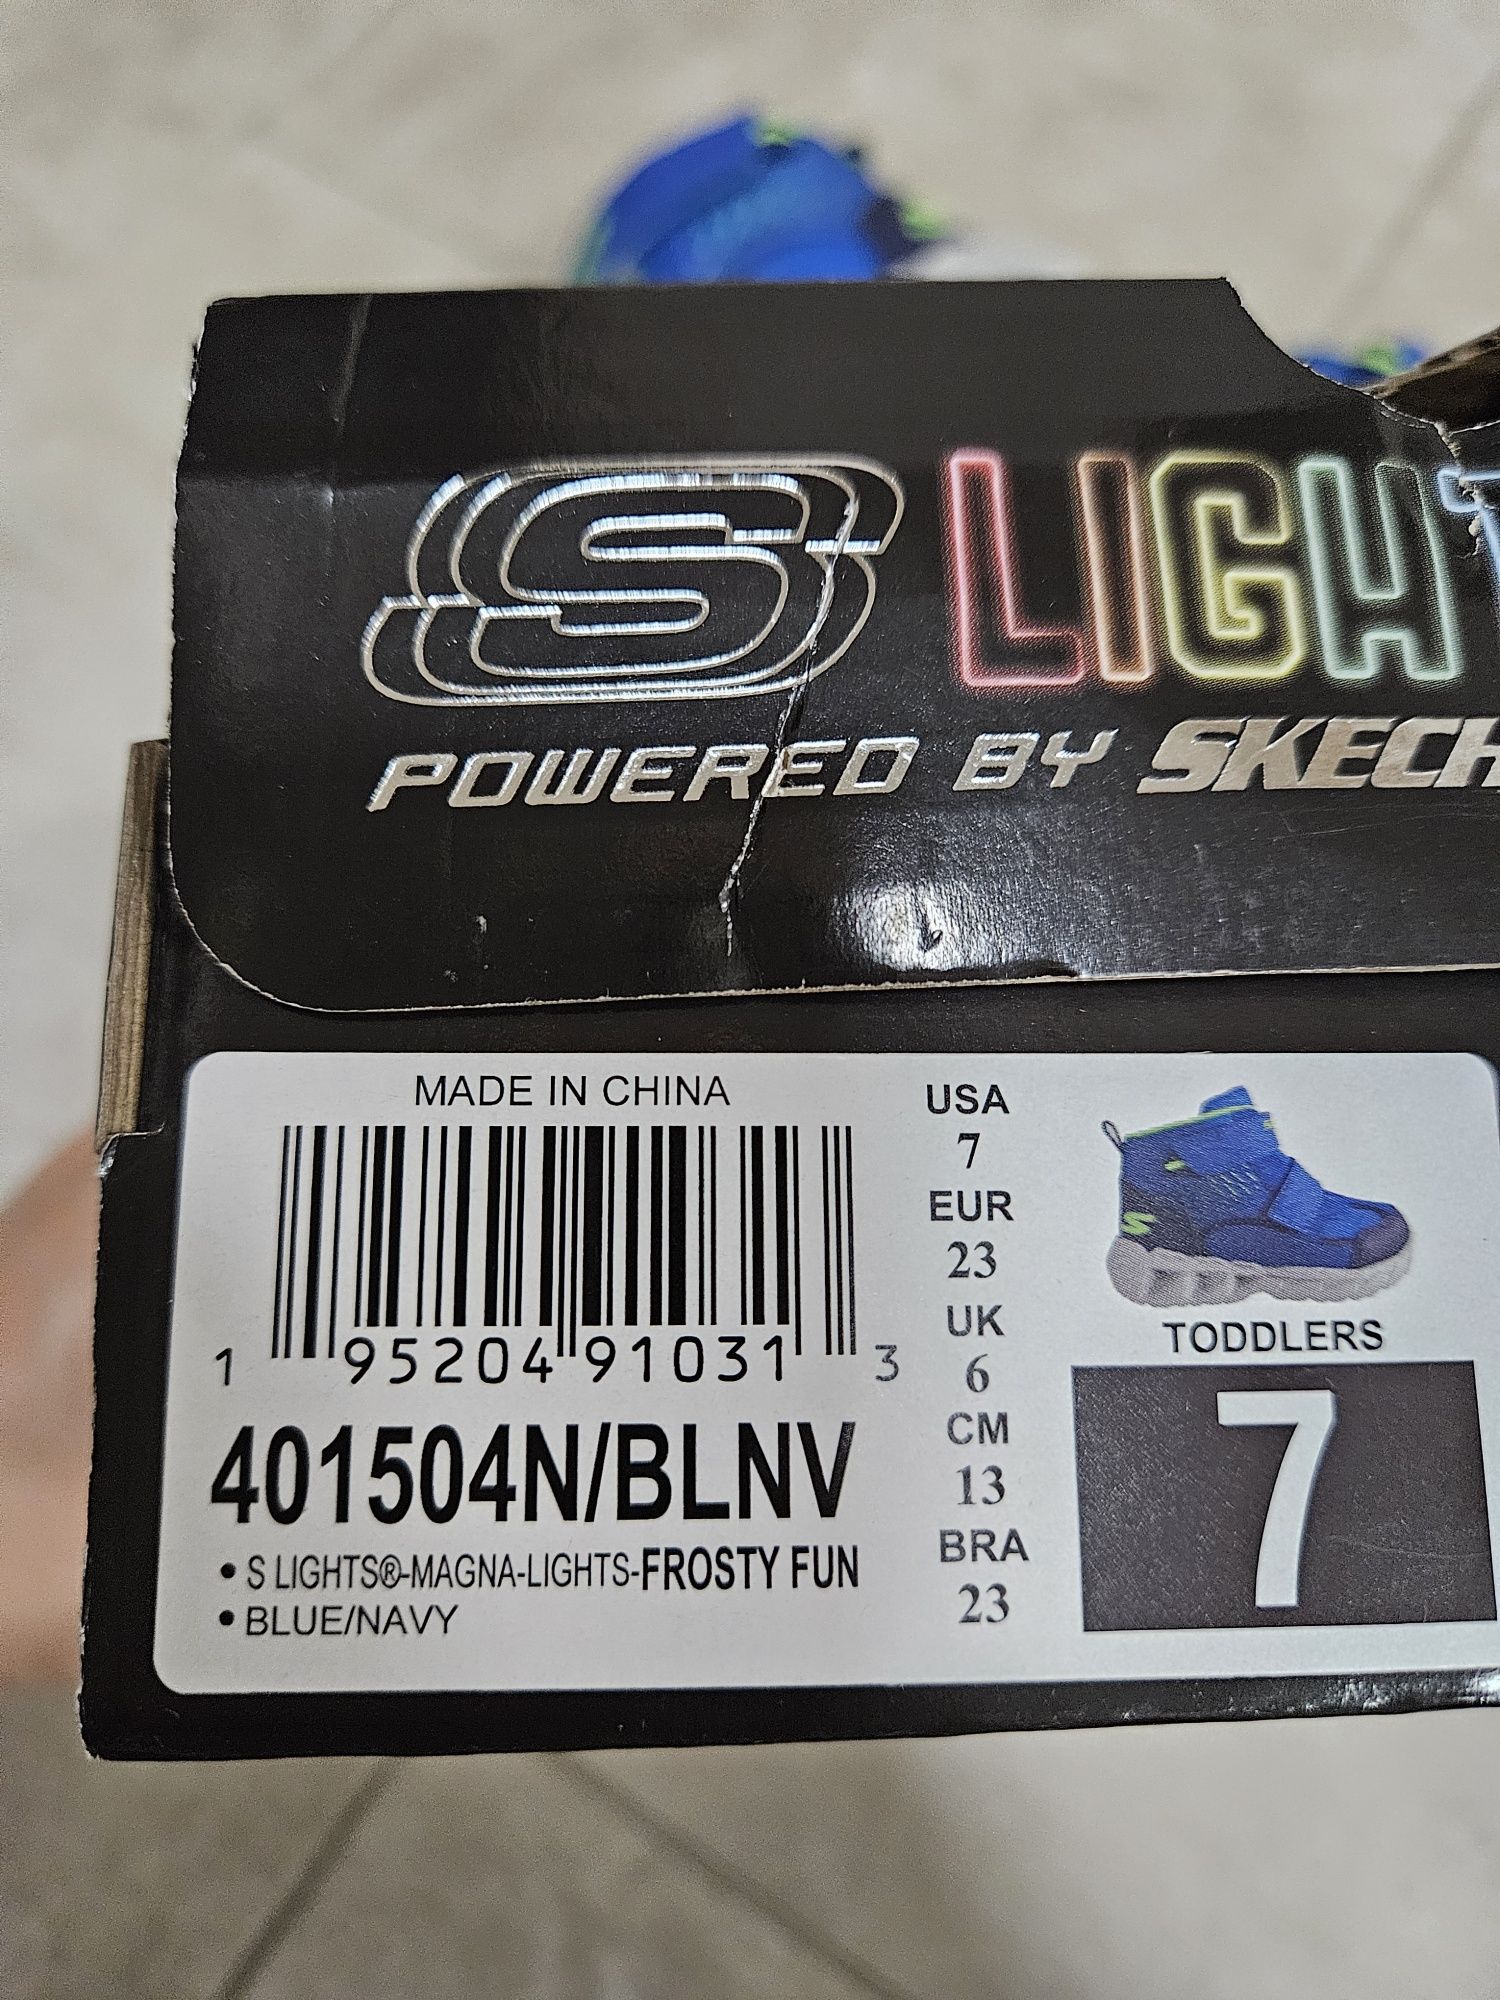 S LIGHT
POWERED BY SKECH
MADE IN CHINA
1 95204 91031 3
401504N/BLNV
• S LIGHTS®-MAGNA-LIGHTS-FROSTY FUN
• BLUE/NAVY
USA
7
EUR
23
UK
6
CM
13
BRA
23
TODDLERS
7